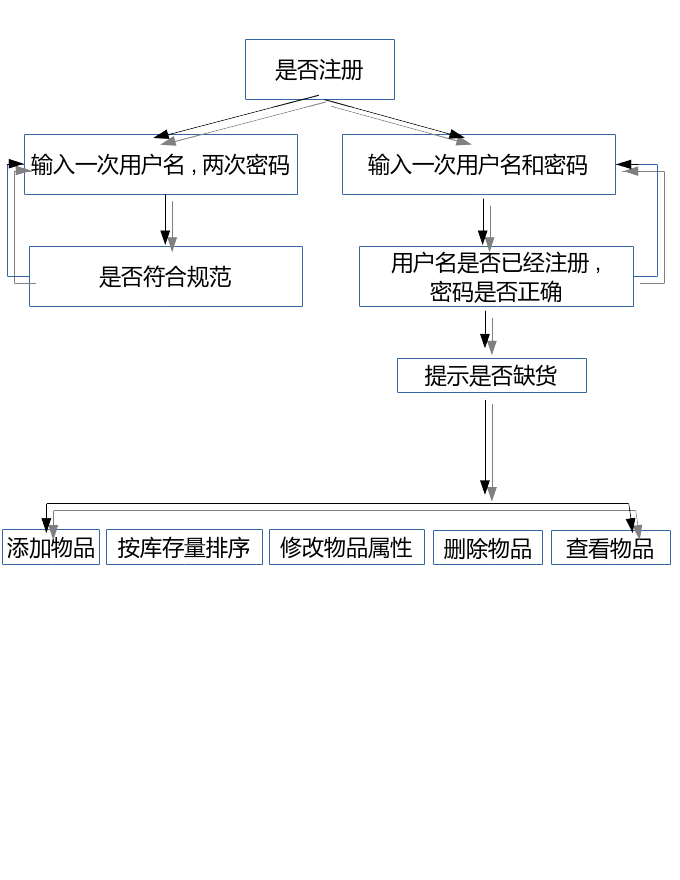 是否注册
输入一次用户名，两次密码
输入一次用户名和密码
是否符合规范
用户名是否已经注册，
密码是否正确
提示是否缺货
添加物品
按库存量排序
修改物品属性
删除物品
查看物品